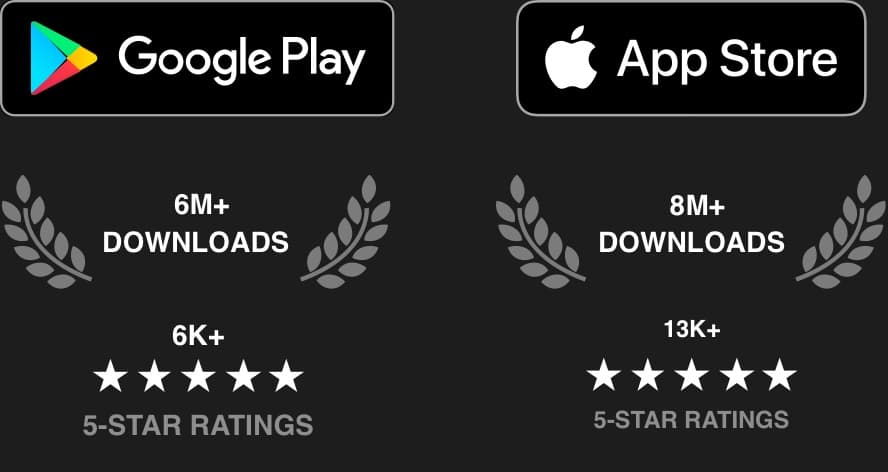 Google Play
6M+
DOWNLOADS
6K+
5-STAR RATINGS
App Store
8M+
DOWNLOADS
13K+
5-STAR RATINGS